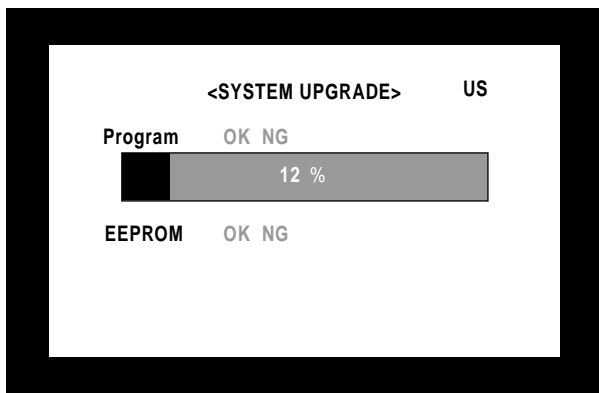 <SYSTEM UPGRADE> US
Program OK NG
12 %
EEPROM OK NG